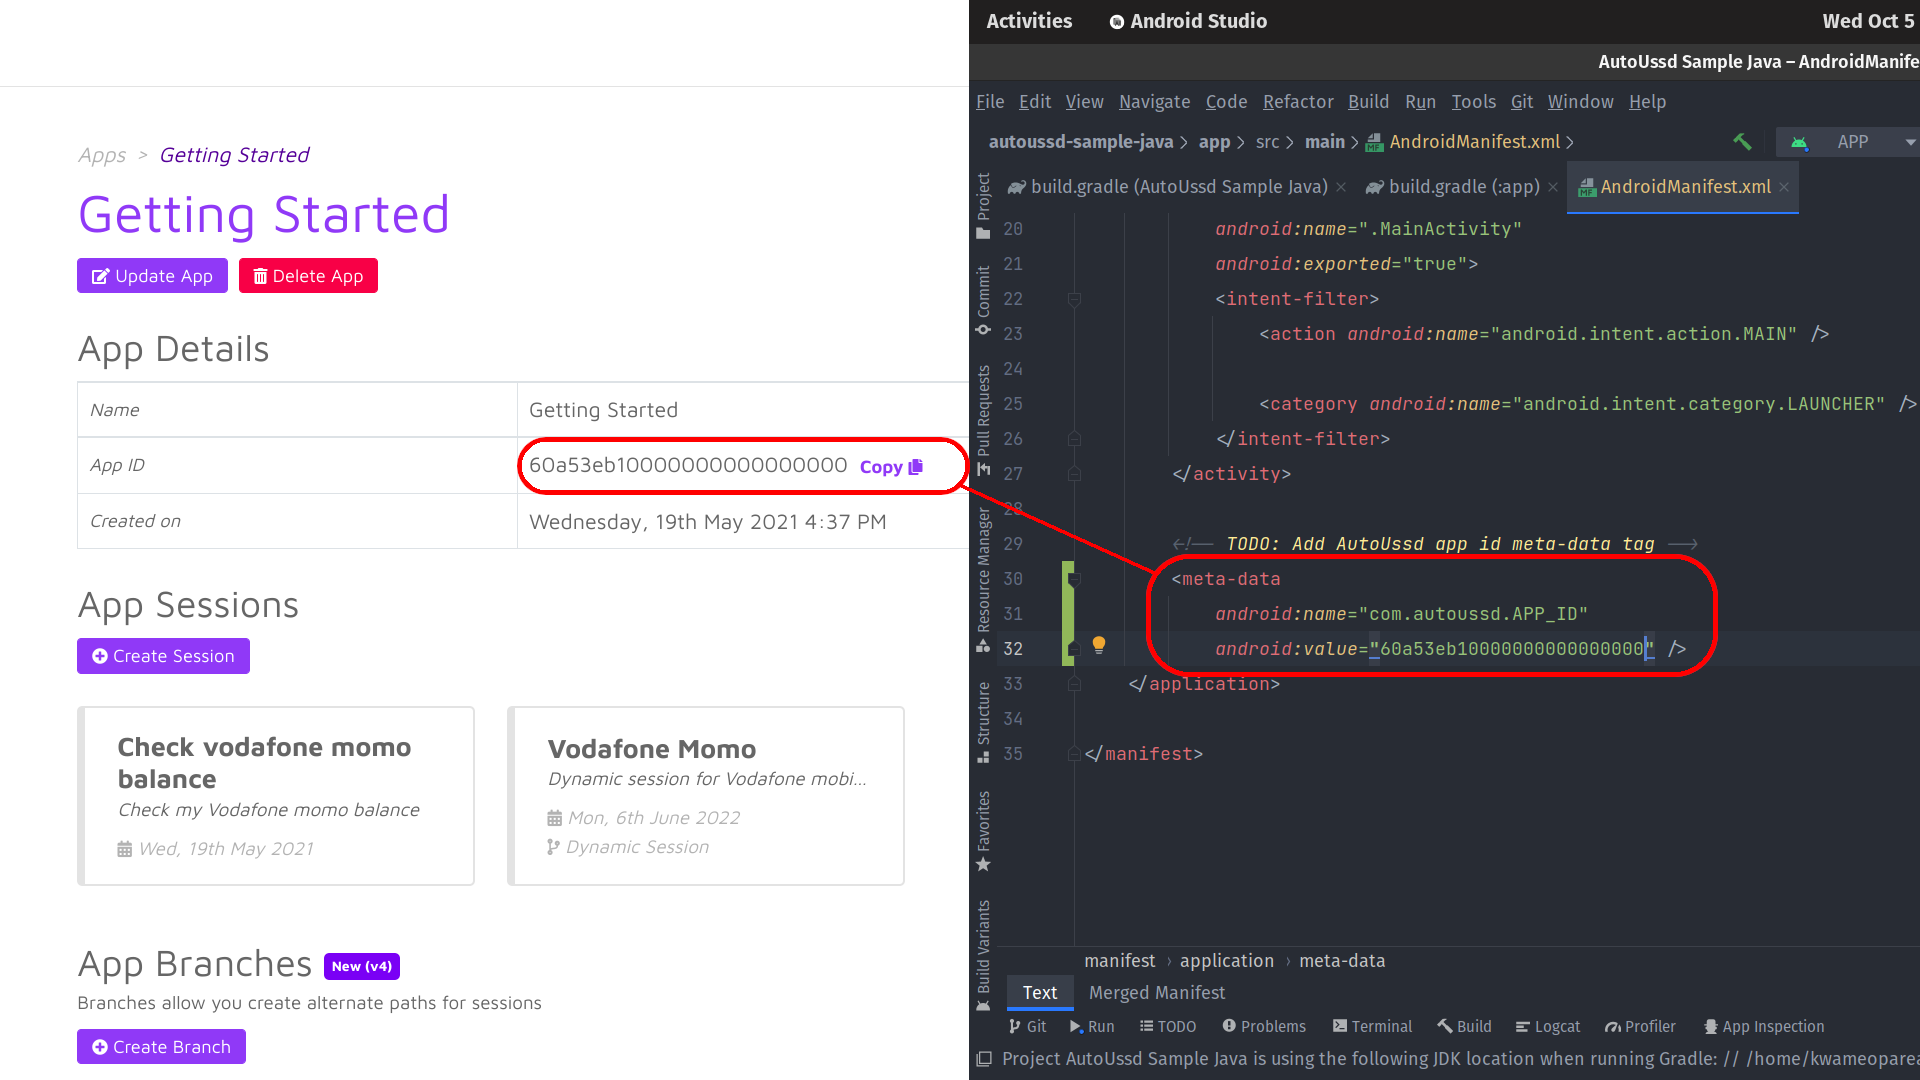 Apps > Getting Started
Getting Started
Update App
Delete App
App Details
Name
Getting Started
App ID
60a53eb10000000000000000 Copy
Created on
Wednesday, 19th May 2021 4:37 PM
App Sessions
Create Session
Check vodafone momo
balance
Check my Vodafone momo balance
Wed, 19th May 2021
Vodafone Momo
Dynamic session for Vodafone mobi...
Mon, 6th June 2022
Dynamic Session
App Branches New (v4)
Branches allow you create alternate paths for sessions
Create Branch
Activities Android Studio Wed Oct 5
AutoUssd Sample Java – AndroidManife
File Edit View Navigate Code Refactor Build Run Tools Git Window Help
autoussd-sample-java > app > src > main > AndroidManifest.xml >
APP
build.gradle (AutoUssd Sample Java) × build.gradle (:app) × AndroidManifest.xml ×
Project
Commit
Pull Requests
Resource Manager
Structure
Favorites
Build Variants
20 android:name=".MainActivity"
21 android:exported="true">
22 <intent-filter>
23 <action android:name="android.intent.action.MAIN" />
24
25 <category android:name="android.intent.category.LAUNCHER" />
26 </intent-filter>
27 </activity>
28
29 <!-- TODO: Add AutoUssd app id meta-data tag -->
30 <meta-data
31 android:name="com.autoussd.APP_ID"
32 android:value="60a53eb10000000000000000" />
33 </application>
34
35 </manifest>
manifest › application › meta-data
Text Merged Manifest
Git Run TODO Problems Terminal Build Logcat Profiler App Inspection
Project AutoUssd Sample Java is using the following JDK location when running Gradle: // /home/kwameoparea